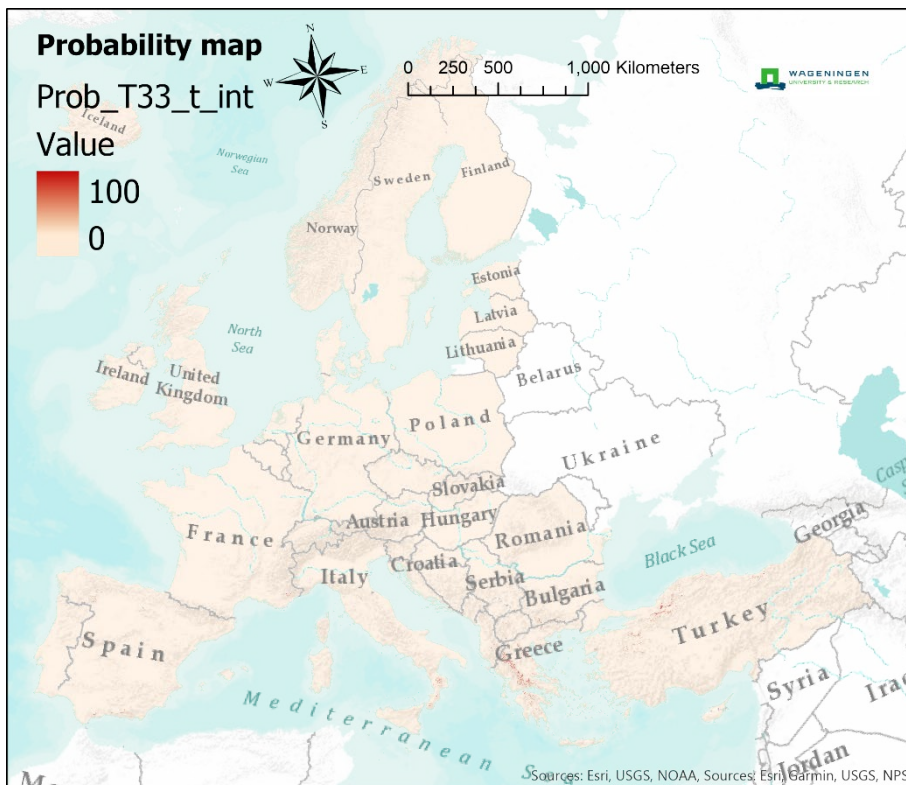 Probability map
Prob_T33_t_int
Value
100
0
N
W
E
S
0 250 500 1,000 Kilometers
WAGENINGEN
UNIVERSITY & RESEARCH
Iceland
Norwegian
Sea
Sweden
Finland
Norway
Estonia
Latvia
Lithuania
North
Sea
Belarus
Ireland
United
Kingdom
Poland
Germany
Ukraine
Slovakia
Austria
Hungary
France
Romania
Georgia
Croatia
Black Sea
Italy
Serbia
Bulgaria
Turkey
Spain
Greece
Syria
Mediterranean
Jordan
Sources: Esri, USGS, NOAA, Sources: Esri, Garmin, USGS, NPS